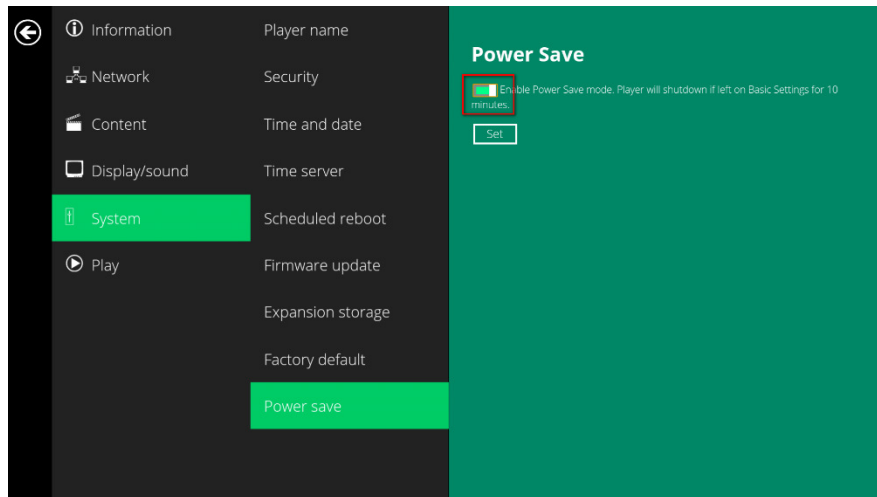 Information
Network
Content
Display/sound
System
Play
Player name
Security
Time and date
Time server
Scheduled reboot
Firmware update
Expansion storage
Factory default
Power save
Power Save
Enable Power Save mode. Player will shutdown if left on Basic Settings for 10
minutes.
Set